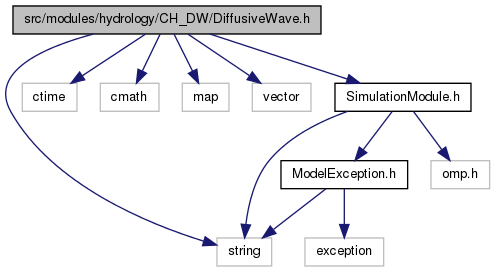 src/modules/hydrology/CH_DW/DiffusiveWave.h
ctime
cmath
map
vector
SimulationModule.h
ModelException.h
omp.h
string
exception